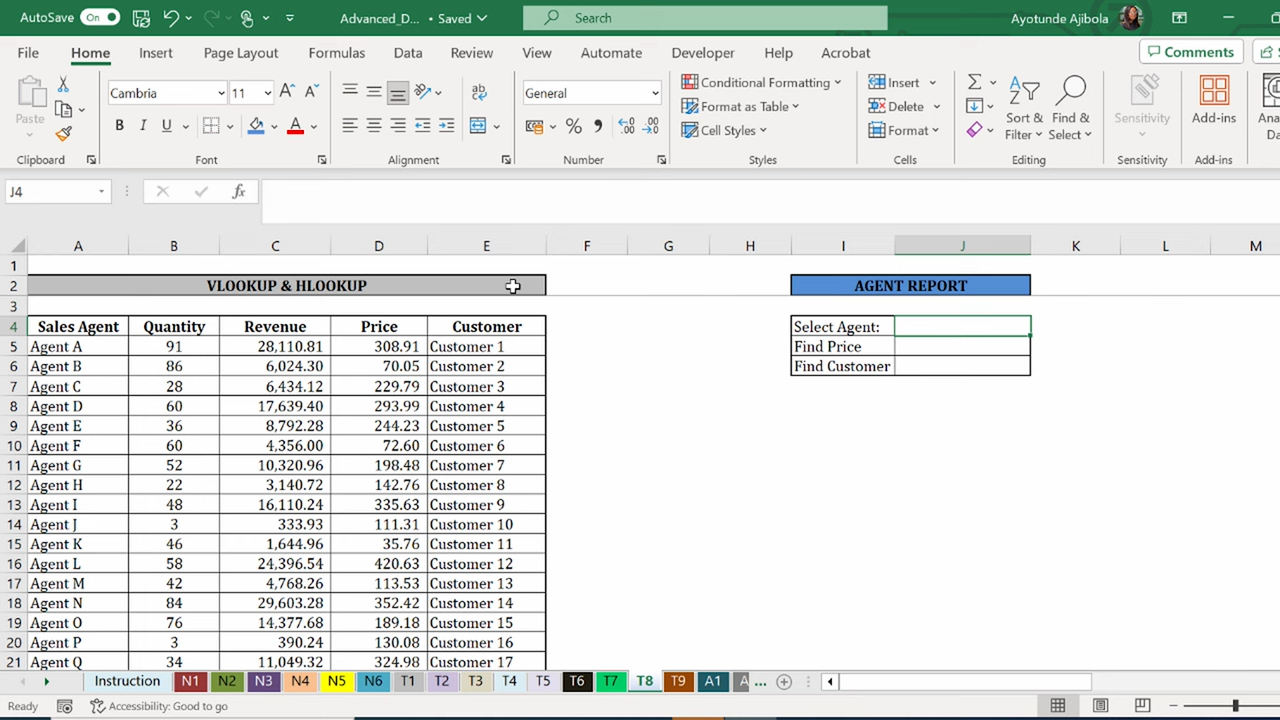 AutoSave On Advanced_D... • Saved Search Ayotunde Ajibola
File Home Insert Page Layout Formulas Data Review View Automate Developer Help Acrobat Comments
Paste
Cambria 11
B I U A
ab
General
Conditional Formatting
Format as Table
Cell Styles
Insert
Delete
Format
Sort & Filter
Find & Select
Sensitivity
Add-ins
Ana
Da
Clipboard Font Alignment Number Styles Cells Editing Sensitivity Add-ins
J4 fx
A B C D E F G H I J K L M
1
2 VLOOKUP & HLOOKUP AGENT REPORT
3
4 Sales Agent Quantity Revenue Price Customer Select Agent:
5 Agent A 91 28,110.81 308.91 Customer 1 Find Price
6 Agent B 86 6,024.30 70.05 Customer 2 Find Customer
7 Agent C 28 6,434.12 229.79 Customer 3
8 Agent D 60 17,639.40 293.99 Customer 4
9 Agent E 36 8,792.28 244.23 Customer 5
10 Agent F 60 4,356.00 72.60 Customer 6
11 Agent G 52 10,320.96 198.48 Customer 7
12 Agent H 22 3,140.72 142.76 Customer 8
13 Agent I 48 16,110.24 335.63 Customer 9
14 Agent J 3 333.93 111.31 Customer 10
15 Agent K 46 1,644.96 35.76 Customer 11
16 Agent L 58 24,396.54 420.63 Customer 12
17 Agent M 42 4,768.26 113.53 Customer 13
18 Agent N 84 29,603.28 352.42 Customer 14
19 Agent O 76 14,377.68 189.18 Customer 15
20 Agent P 3 390.24 130.08 Customer 16
21 Agent Q 34 11,049.32 324.98 Customer 17
Instruction N1 N2 N3 N4 N5 N6 T1 T2 T3 T4 T5 T6 T7 T8 T9 A1 A ...
Ready Accessibility: Good to go